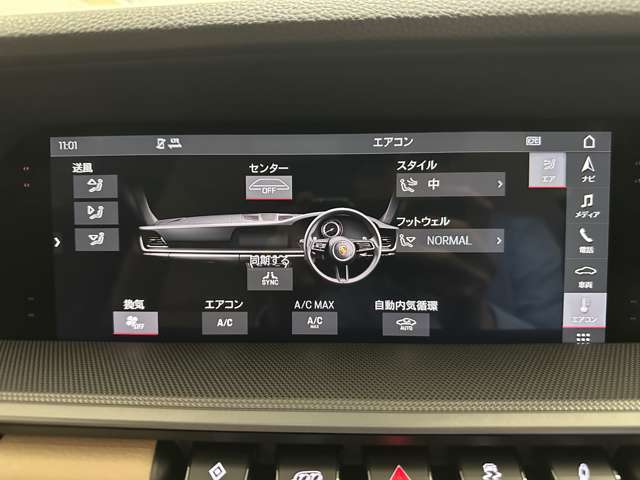 11:01 LTE エアコン
送風
センター
OFF
スタイル
中
フットウェル
NORMAL
同期する
SYNC
換気
OFF
エアコン
A/C
A/C MAX
A/C
MAX
自動内気循環
AUTO
エア
ナビ
メディア
電話
車両
エアコン